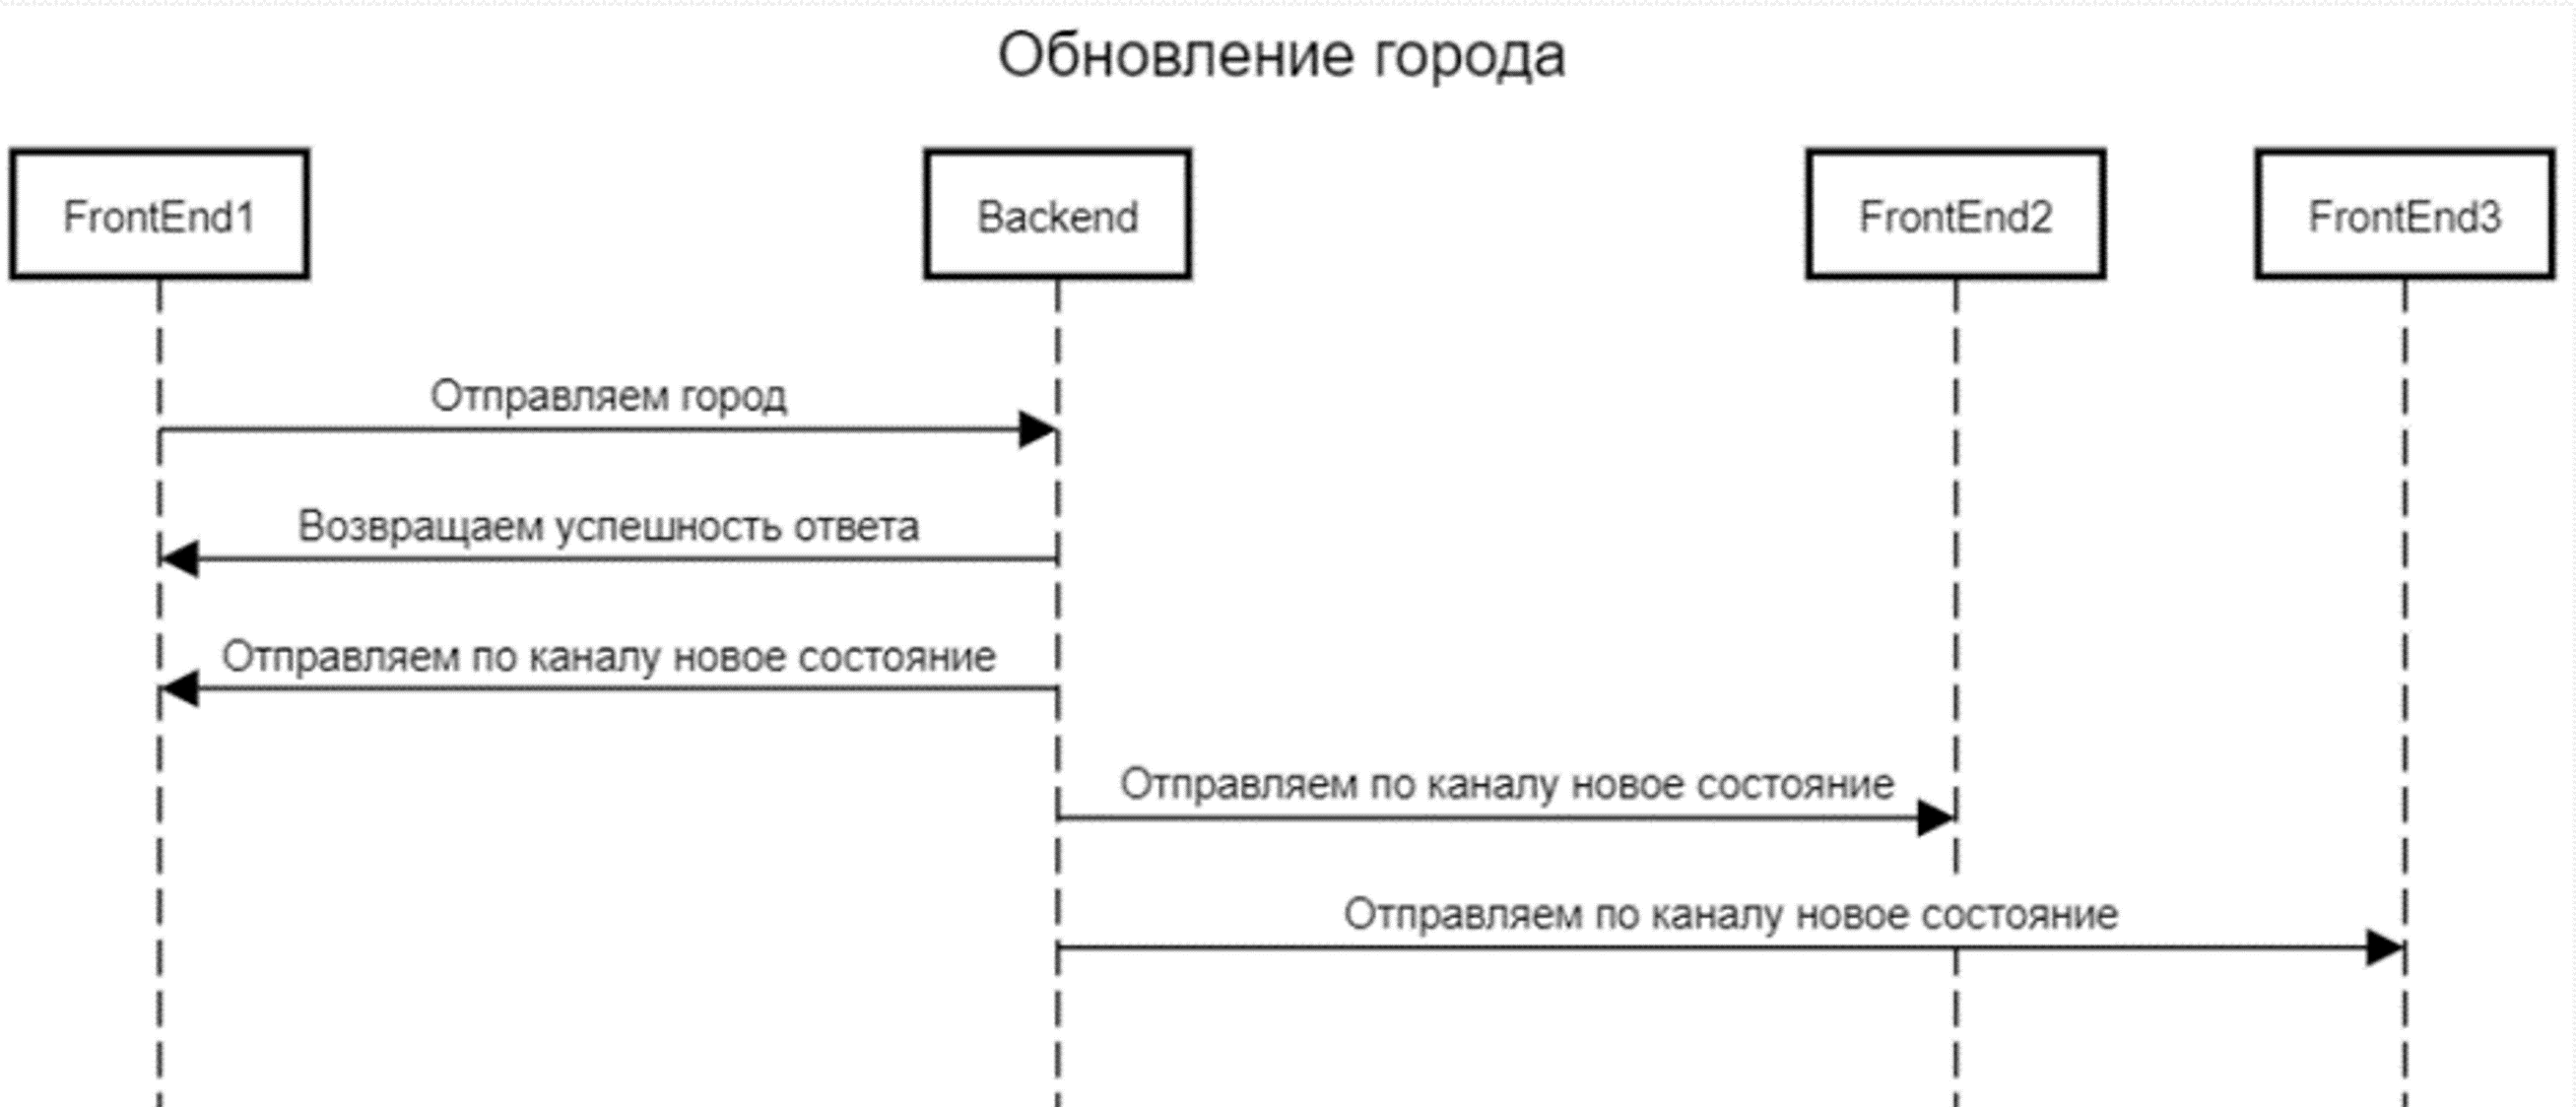 Обновление города
FrontEnd1
Backend
FrontEnd2
FrontEnd3
Отправляем город
Возвращаем успешность ответа
Отправляем по каналу новое состояние
Отправляем по каналу новое состояние
Отправляем по каналу новое состояние